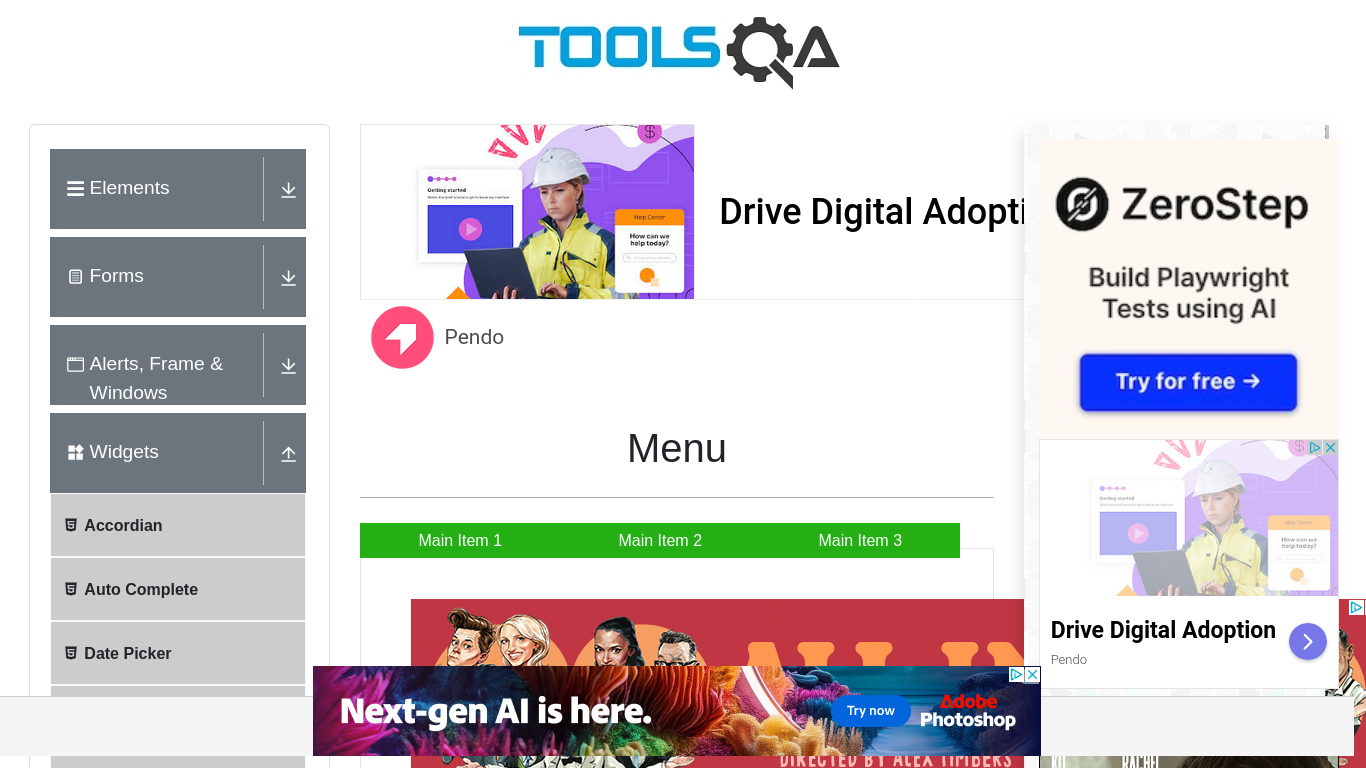 TOOLSQA
Elements
Forms
Alerts, Frame &
Windows
Widgets
Accordian
Auto Complete
Date Picker
Getting started
Help Center
How can we
help today?
Drive Digital Adopti
Pendo
Menu
Main Item 1
Main Item 2
Main Item 3
ZeroStep
Build Playwright
Tests using AI
Try for free →
Getting started
Help Center
How can we
help today?
Drive Digital Adoption
Pendo
ALL IN
Next-gen AI is here.
Try now
Adobe
Photoshop
DIRECTED BY ALEX TIMBERS
RACHEL